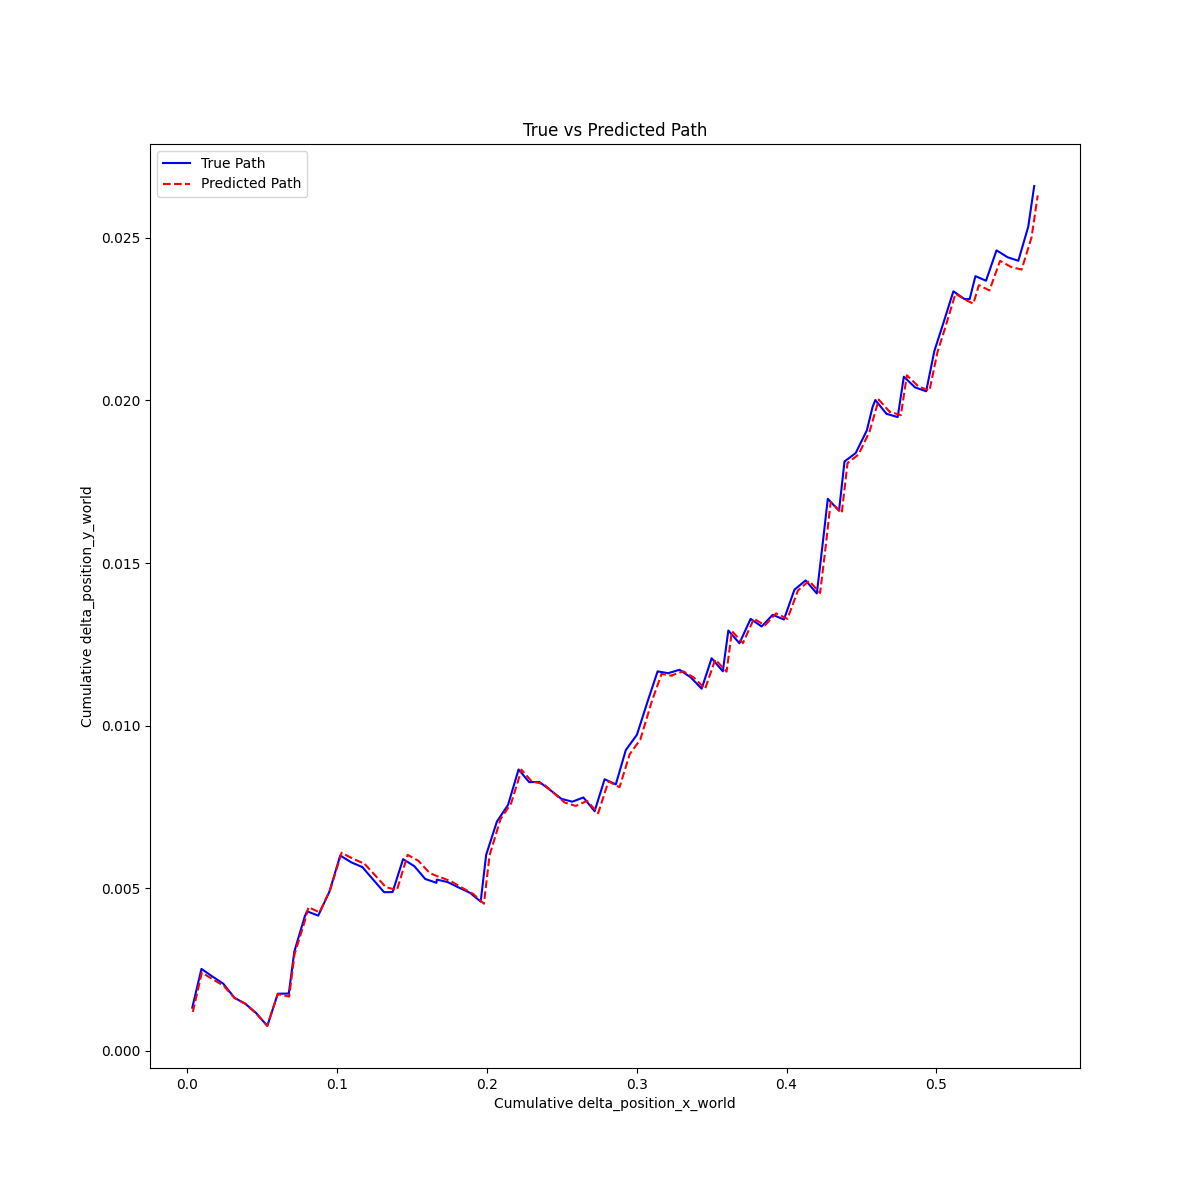 True vs Predicted Path
True Path
Predicted Path
0.025
0.020
0.015
0.010
0.005
0.000
Cumulative delta_position_y_world
0.0 0.1 0.2 0.3 0.4 0.5
Cumulative delta_position_x_world